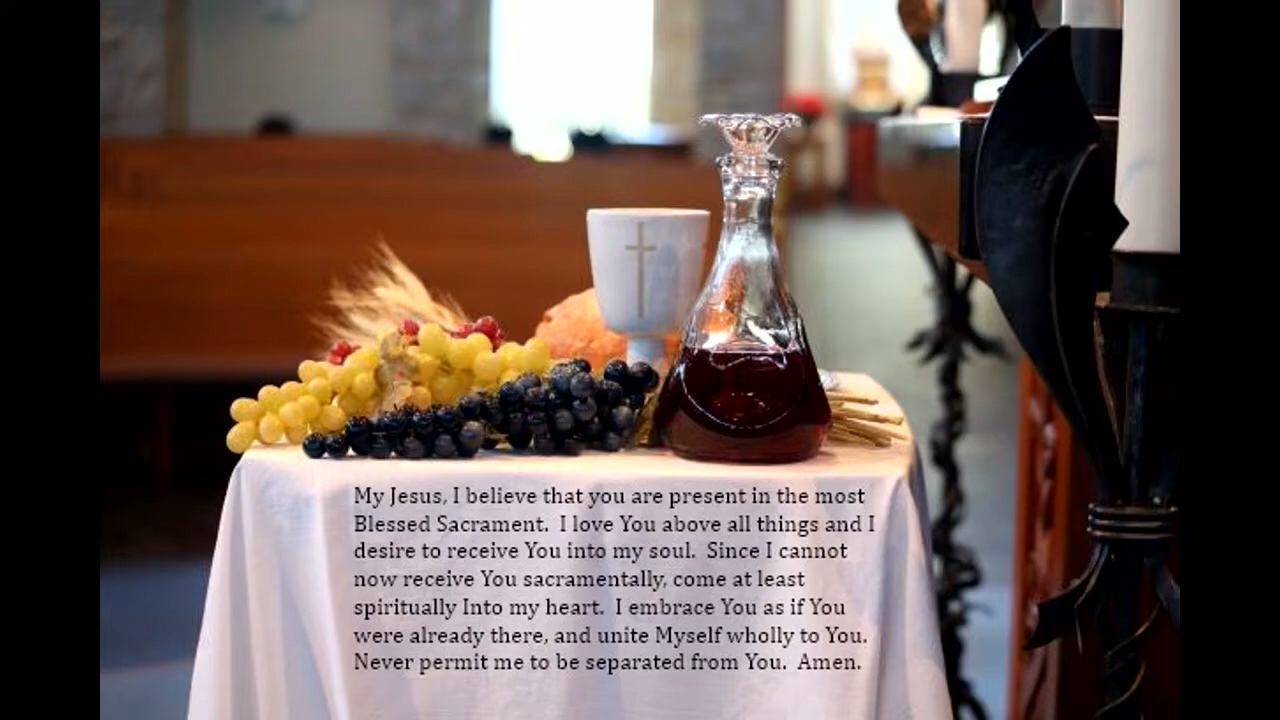 My Jesus, I believe that you are present in the most
Blessed Sacrament.  I love You above all things and I
desire to receive You into my soul.  Since I cannot
now receive You sacramentally, come at least
spiritually Into my heart.  I embrace You as if You
were already there, and unite Myself wholly to You.
Never permit me to be separated from You.  Amen.